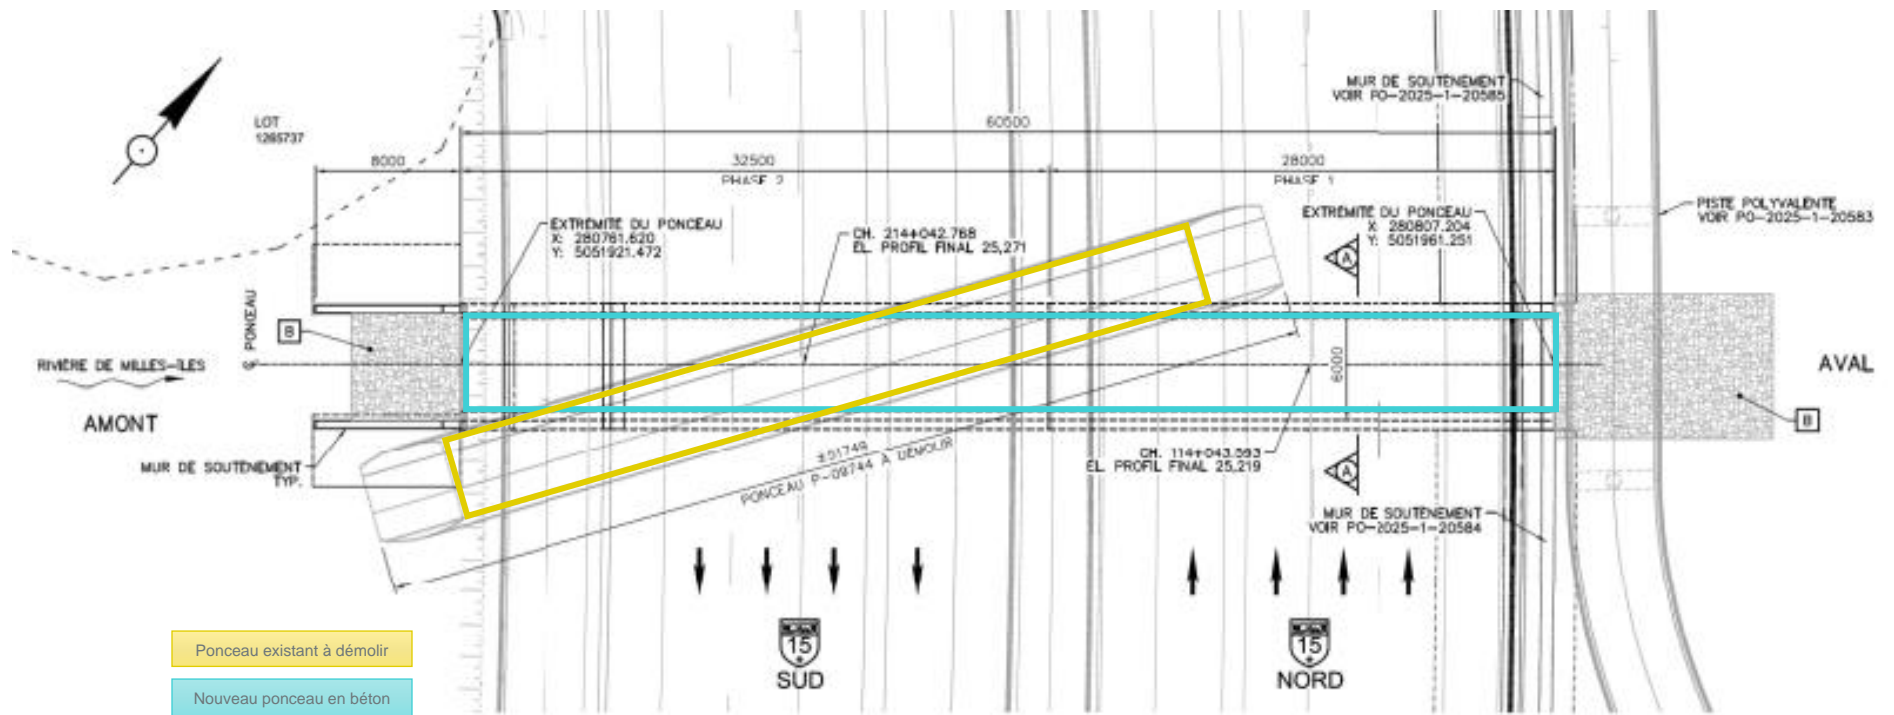 MUR DE SOUTÈNEMENT
VOIR PO-2025-1-20585
LOT
1265737
60500
8000
32500
28000
PHASE 2
PHASE 1
PISTE POLYVALENTE
VOIR PO-2025-1-20583
EXTRÉMITÉ DU PONCEAU
X: 280761.620
Y: 5051921.472
CH. 214+042.768
EL. PROFIL FINAL 25,271
EXTRÉMITÉ DU PONCEAU
X: 280807.204
Y: 5051961.251
A
PONCEAU
B
RIVIÈRE DE MILLES-ÎLES
AMONT
6000
AVAL
B
MUR DE SOUTÈNEMENT
TYP.
±51749
PONCEAU P-09744 À DÉMOLIR
CH. 114+043.593
EL. PROFIL FINAL 25,219
A
MUR DE SOUTÈNEMENT
VOIR PO-2025-1-20584
15
SUD
15
NORD
Ponceau existant à démolir
Nouveau ponceau en béton